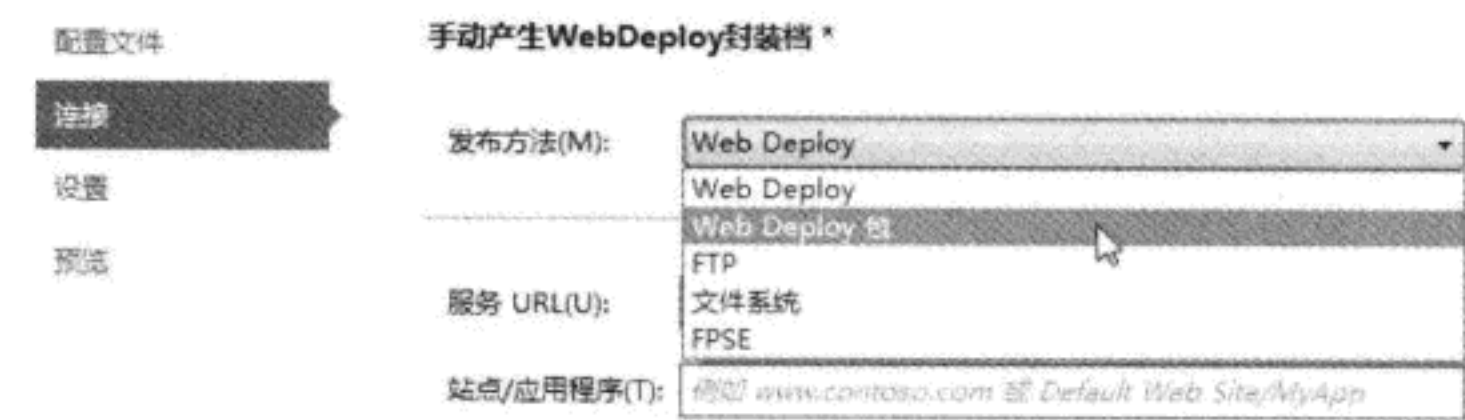 配置文件
连接
设置
预览
手动产生WebDeploy封装档 *
发布方法(M):
Web Deploy
Web Deploy
Web Deploy 包
FTP
文件系统
FPSE
服务 URL(U):
站点/应用程序(T):
例如 www.contoso.com 或 Default Web Site/MyApp